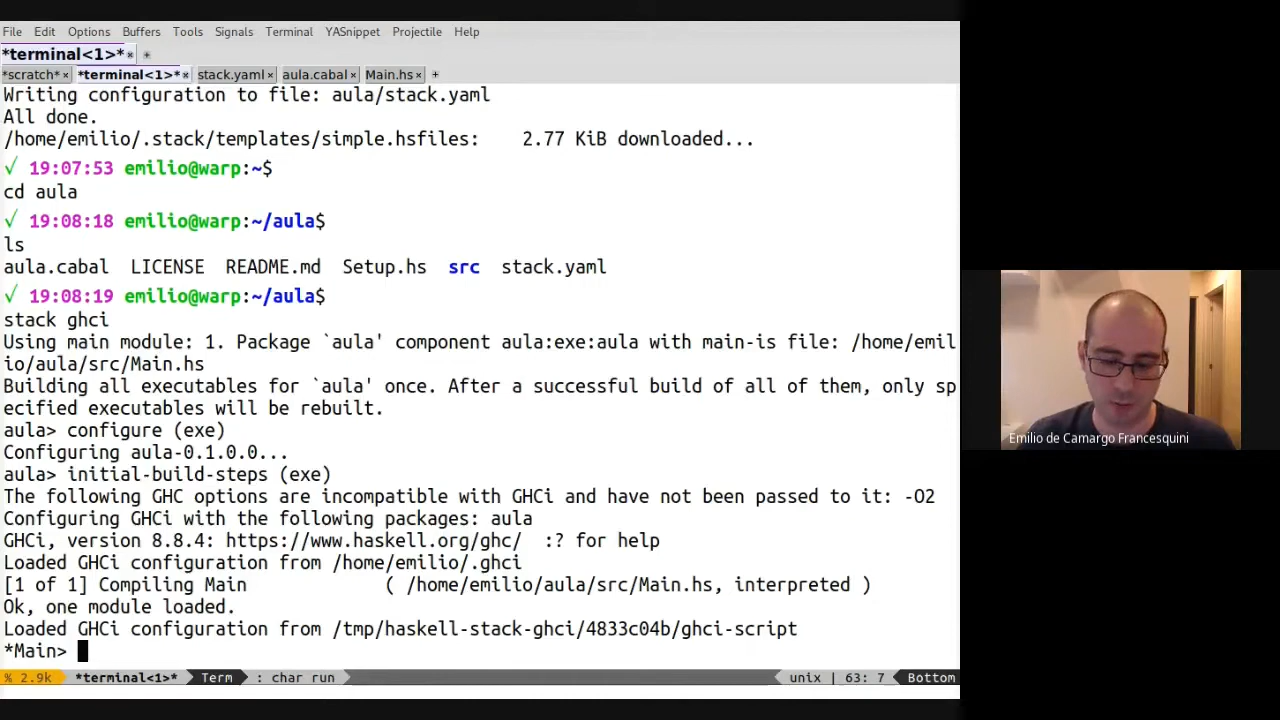 File Edit Options Buffers Tools Signals Terminal YASnippet Projectile Help
*terminal<1>*× +
*scratch*× *terminal<1>*× stack.yaml× aula.cabal× Main.hs× +
Writing configuration to file: aula/stack.yaml
All done.
/home/emilio/.stack/templates/simple.hsfiles:    2.77 KiB downloaded...
√ 19:07:53 emilio@warp:~$
cd aula
√ 19:08:18 emilio@warp:~/aula$
ls
aula.cabal  LICENSE  README.md  Setup.hs  src  stack.yaml
√ 19:08:19 emilio@warp:~/aula$
stack ghci
Using main module: 1. Package `aula' component aula:exe:aula with main-is file: /home/emil
io/aula/src/Main.hs
Building all executables for `aula' once. After a successful build of all of them, only sp
ecified executables will be rebuilt.
aula> configure (exe)
Configuring aula-0.1.0.0...
aula> initial-build-steps (exe)
The following GHC options are incompatible with GHCi and have not been passed to it: -O2
Configuring GHCi with the following packages: aula
GHCi, version 8.8.4: https://www.haskell.org/ghc/  :? for help
Loaded GHCi configuration from /home/emilio/.ghci
[1 of 1] Compiling Main             ( /home/emilio/aula/src/Main.hs, interpreted )
Ok, one module loaded.
Loaded GHCi configuration from /tmp/haskell-stack-ghci/4833c04b/ghci-script
*Main>
% 2.9k *terminal<1>* Term : char run unix | 63: 7 Bottom
Emilio de Camargo Francesquini